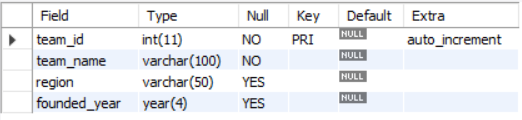 Field Type Null Key Default Extra
team_id int(11) NO PRI NULL auto_increment
team_name varchar(100) NO NULL
region varchar(50) YES NULL
founded_year year(4) YES NULL